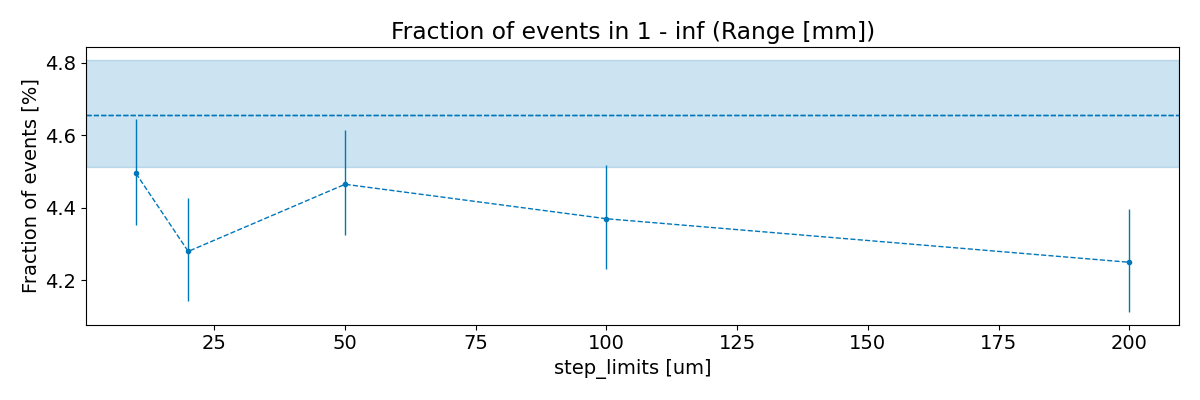 Fraction of events in 1 - inf (Range [mm])
Fraction of events [%]
4.8
4.6
4.4
4.2
25 50 75 100 125 150 175 200
step_limits [um]